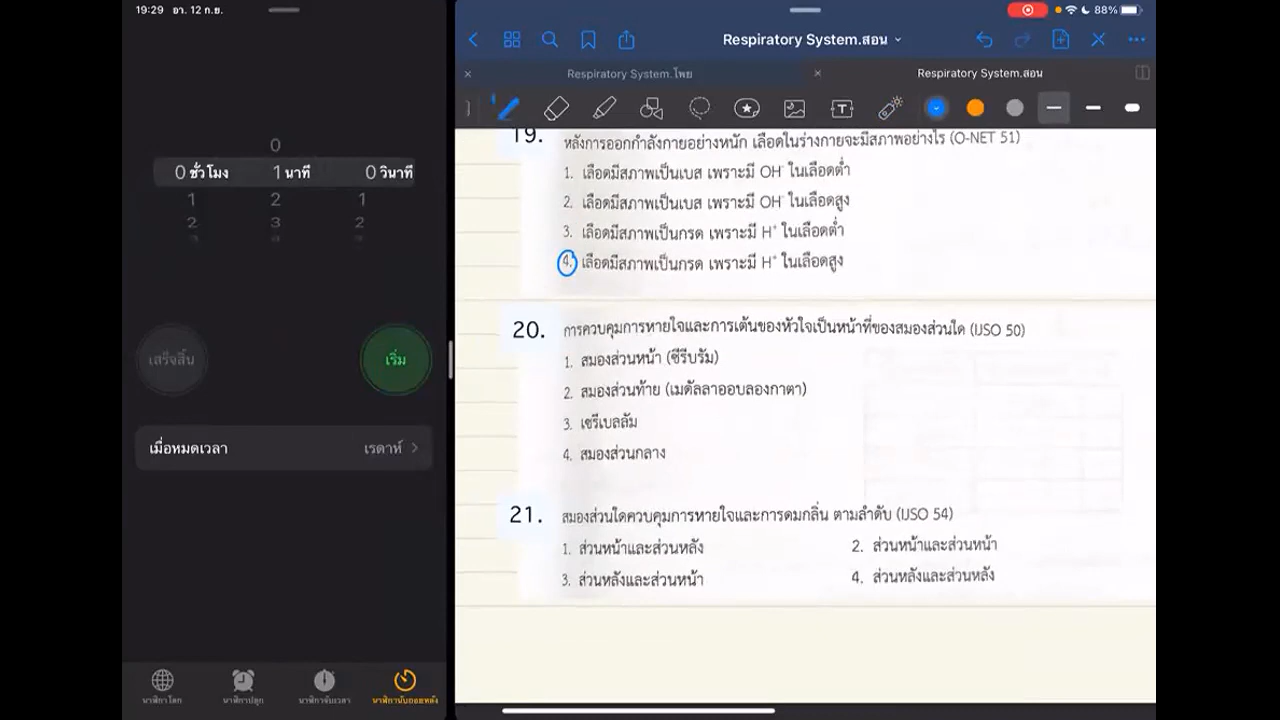 19:29 อา. 12 ก.ย.
0
0 ชั่วโมง 1 นาที 0 วินาที
1 2 1
2 3 2
เสร็จสิ้น เริ่ม
เมื่อหมดเวลา เรดาห์
นาฬิกาโลก นาฬิกาปลุก นาฬิกาจับเวลา นาฬิกานับถอยหลัง
88%
Respiratory System.สอน
Respiratory System.โพย Respiratory System.สอน
19. หลังการออกกำลังกายอย่างหนัก เลือดในร่างกายจะมีสภาพอย่างไร (O-NET 51)
1. เลือดมีสภาพเป็นเบส เพราะมี OH⁻ ในเลือดต่ำ
2. เลือดมีสภาพเป็นเบส เพราะมี OH⁻ ในเลือดสูง
3. เลือดมีสภาพเป็นกรด เพราะมี H⁺ ในเลือดต่ำ
4. เลือดมีสภาพเป็นกรด เพราะมี H⁺ ในเลือดสูง
20. การควบคุมการหายใจและการเต้นของหัวใจเป็นหน้าที่ของสมองส่วนใด (IJSO 50)
1. สมองส่วนหน้า (ซีรีบรัม)
2. สมองส่วนท้าย (เมดัลลาออบลองกาตา)
3. เซรีเบลลัม
4. สมองส่วนกลาง
21. สมองส่วนใดควบคุมการหายใจและการดมกลิ่น ตามลำดับ (IJSO 54)
1. ส่วนหน้าและส่วนหลัง 2. ส่วนหน้าและส่วนหน้า
3. ส่วนหลังและส่วนหน้า 4. ส่วนหลังและส่วนหลัง